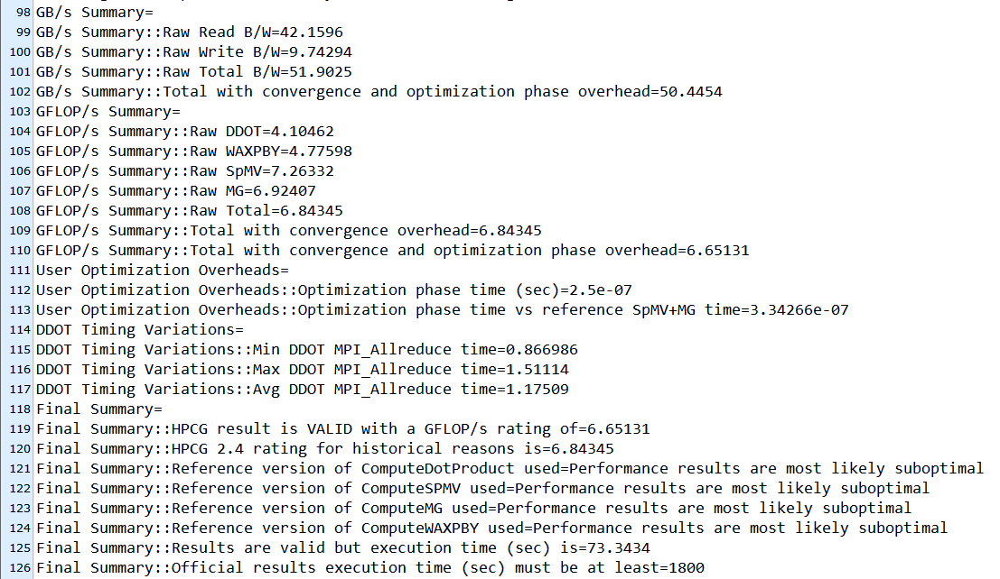 98 GB/s Summary=
99 GB/s Summary::Raw Read B/W=42.1596
100 GB/s Summary::Raw Write B/W=9.74294
101 GB/s Summary::Raw Total B/W=51.9025
102 GB/s Summary::Total with convergence and optimization phase overhead=50.4454
103 GFLOP/s Summary=
104 GFLOP/s Summary::Raw DDOT=4.10462
105 GFLOP/s Summary::Raw WAXPBY=4.77598
106 GFLOP/s Summary::Raw SpMV=7.26332
107 GFLOP/s Summary::Raw MG=6.92407
108 GFLOP/s Summary::Raw Total=6.84345
109 GFLOP/s Summary::Total with convergence overhead=6.84345
110 GFLOP/s Summary::Total with convergence and optimization phase overhead=6.65131
111 User Optimization Overheads=
112 User Optimization Overheads::Optimization phase time (sec)=2.5e-07
113 User Optimization Overheads::Optimization phase time vs reference SpMV+MG time=3.34266e-07
114 DDOT Timing Variations=
115 DDOT Timing Variations::Min DDOT MPI_Allreduce time=0.866986
116 DDOT Timing Variations::Max DDOT MPI_Allreduce time=1.51114
117 DDOT Timing Variations::Avg DDOT MPI_Allreduce time=1.17509
118 Final Summary=
119 Final Summary::HPCG result is VALID with a GFLOP/s rating of=6.65131
120 Final Summary::HPCG 2.4 rating for historical reasons is=6.84345
121 Final Summary::Reference version of ComputeDotProduct used=Performance results are most likely suboptimal
122 Final Summary::Reference version of ComputeSPMV used=Performance results are most likely suboptimal
123 Final Summary::Reference version of ComputeMG used=Performance results are most likely suboptimal
124 Final Summary::Reference version of ComputeWAXPBY used=Performance results are most likely suboptimal
125 Final Summary::Results are valid but execution time (sec) is=73.3434
126 Final Summary::Official results execution time (sec) must be at least=1800